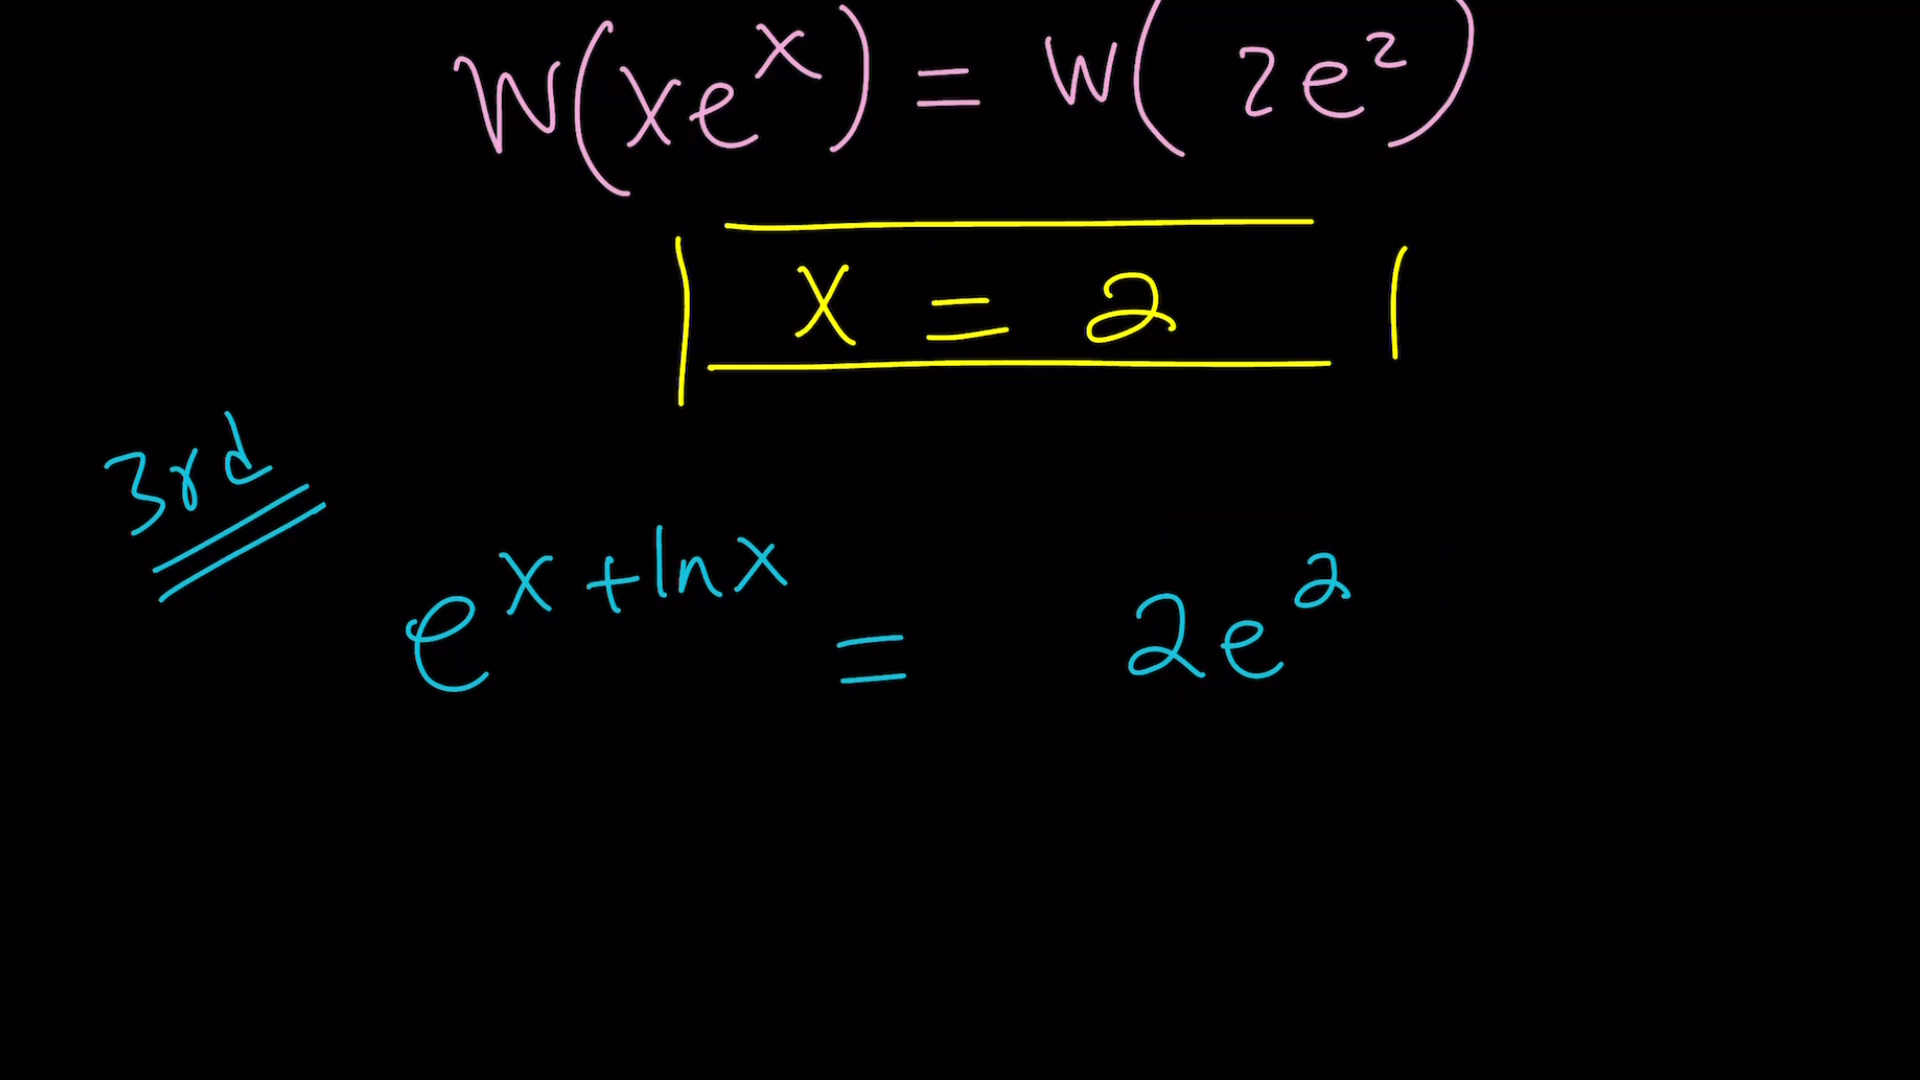 W(xe^x) = W(2e^2)
x = 2
3rd
e^{x+lnx} = 2e^2